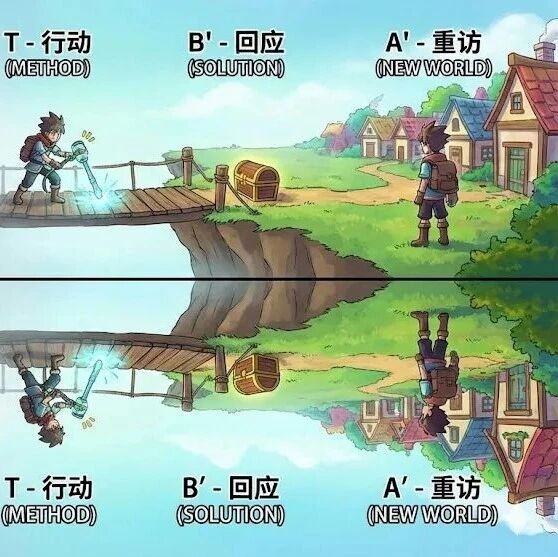 T - 行动
(METHOD)
B' - 回应
(SOLUTION)
A' - 重访
(NEW WORLD)
T - 行动
(METHOD)
B′ - 回应
(SOLUTION)
A′ - 重访
(NEW WORLD)